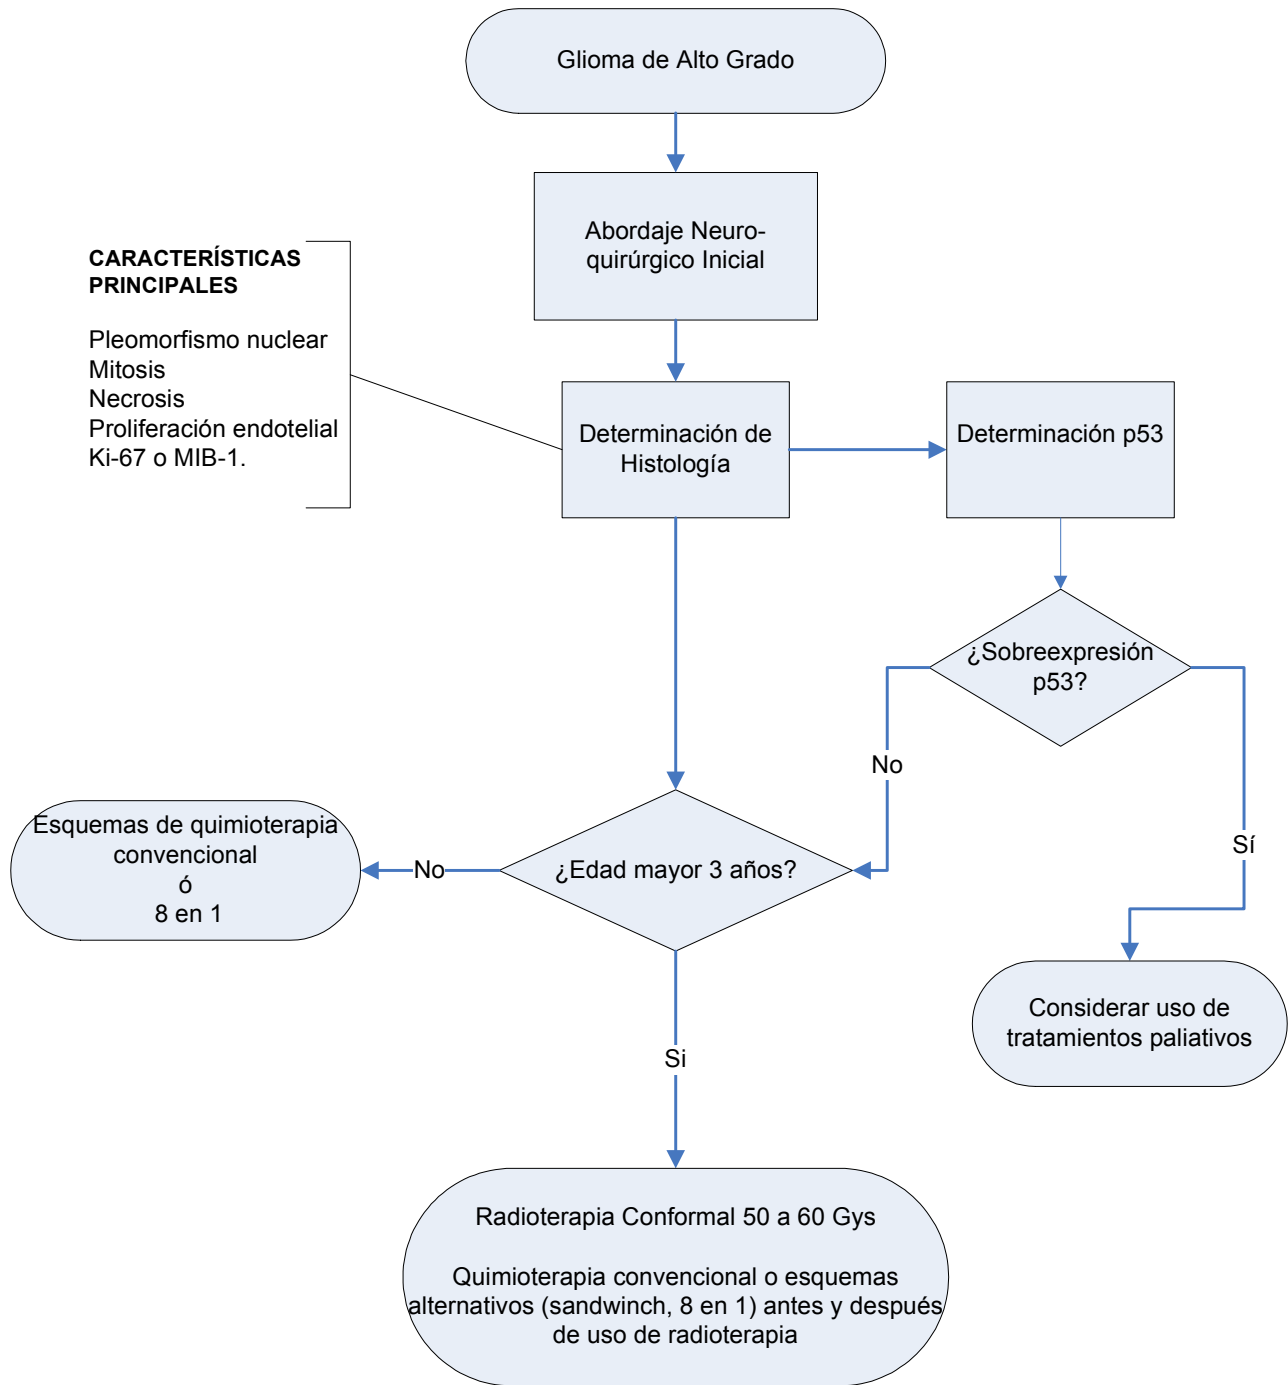 Glioma de Alto Grado
Abordaje Neuro-
quirúrgico Inicial
CARACTERÍSTICAS
PRINCIPALES
Pleomorfismo nuclear
Mitosis
Necrosis
Proliferación endotelial
Ki-67 o MIB-1.
Determinación de
Histología
Determinación p53
¿Sobreexpresión
p53?
No
Sí
Esquemas de quimioterapia
convencional
ó
8 en 1
No
¿Edad mayor 3 años?
Considerar uso de
tratamientos paliativos
Si
Radioterapia Conformal 50 a 60 Gys
Quimioterapia convencional o esquemas
alternativos (sandwinch, 8 en 1) antes y después
de uso de radioterapia